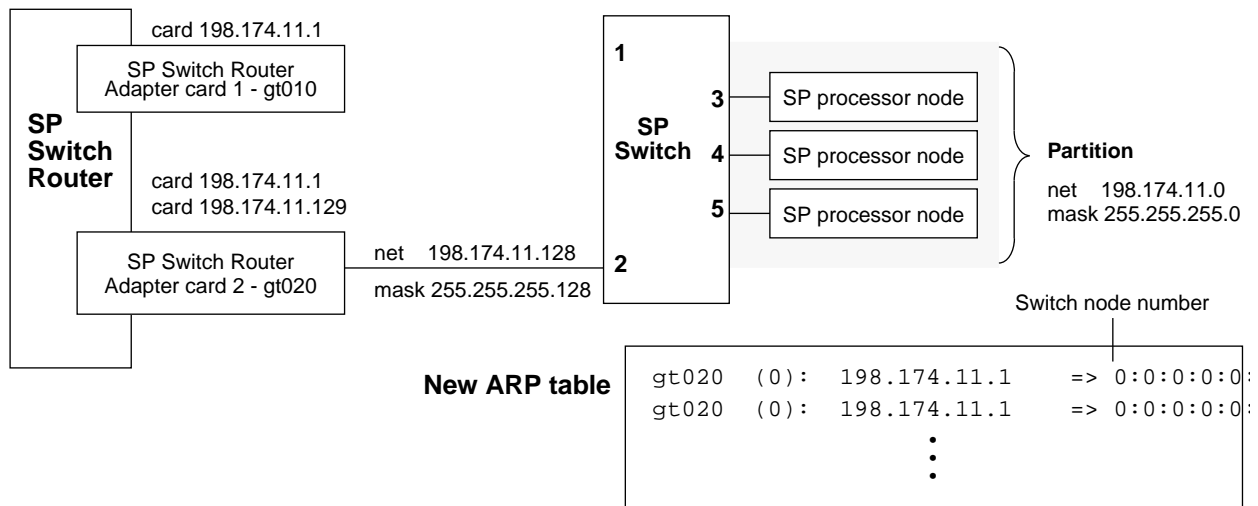 card 198.174.11.1
SP Switch Router
Adapter card 1 - gt010
SP
Switch
Router
card 198.174.11.1
card 198.174.11.129
SP Switch Router
Adapter card 2 - gt020
net 198.174.11.128
mask 255.255.255.128
1
2
SP
Switch
3
4
5
SP processor node
SP processor node
SP processor node
Partition
net 198.174.11.0
mask 255.255.255.0
Switch node number
New ARP table
gt020 (0): 198.174.11.1 => 0:0:0:0:0:
gt020 (0): 198.174.11.1 => 0:0:0:0:0: